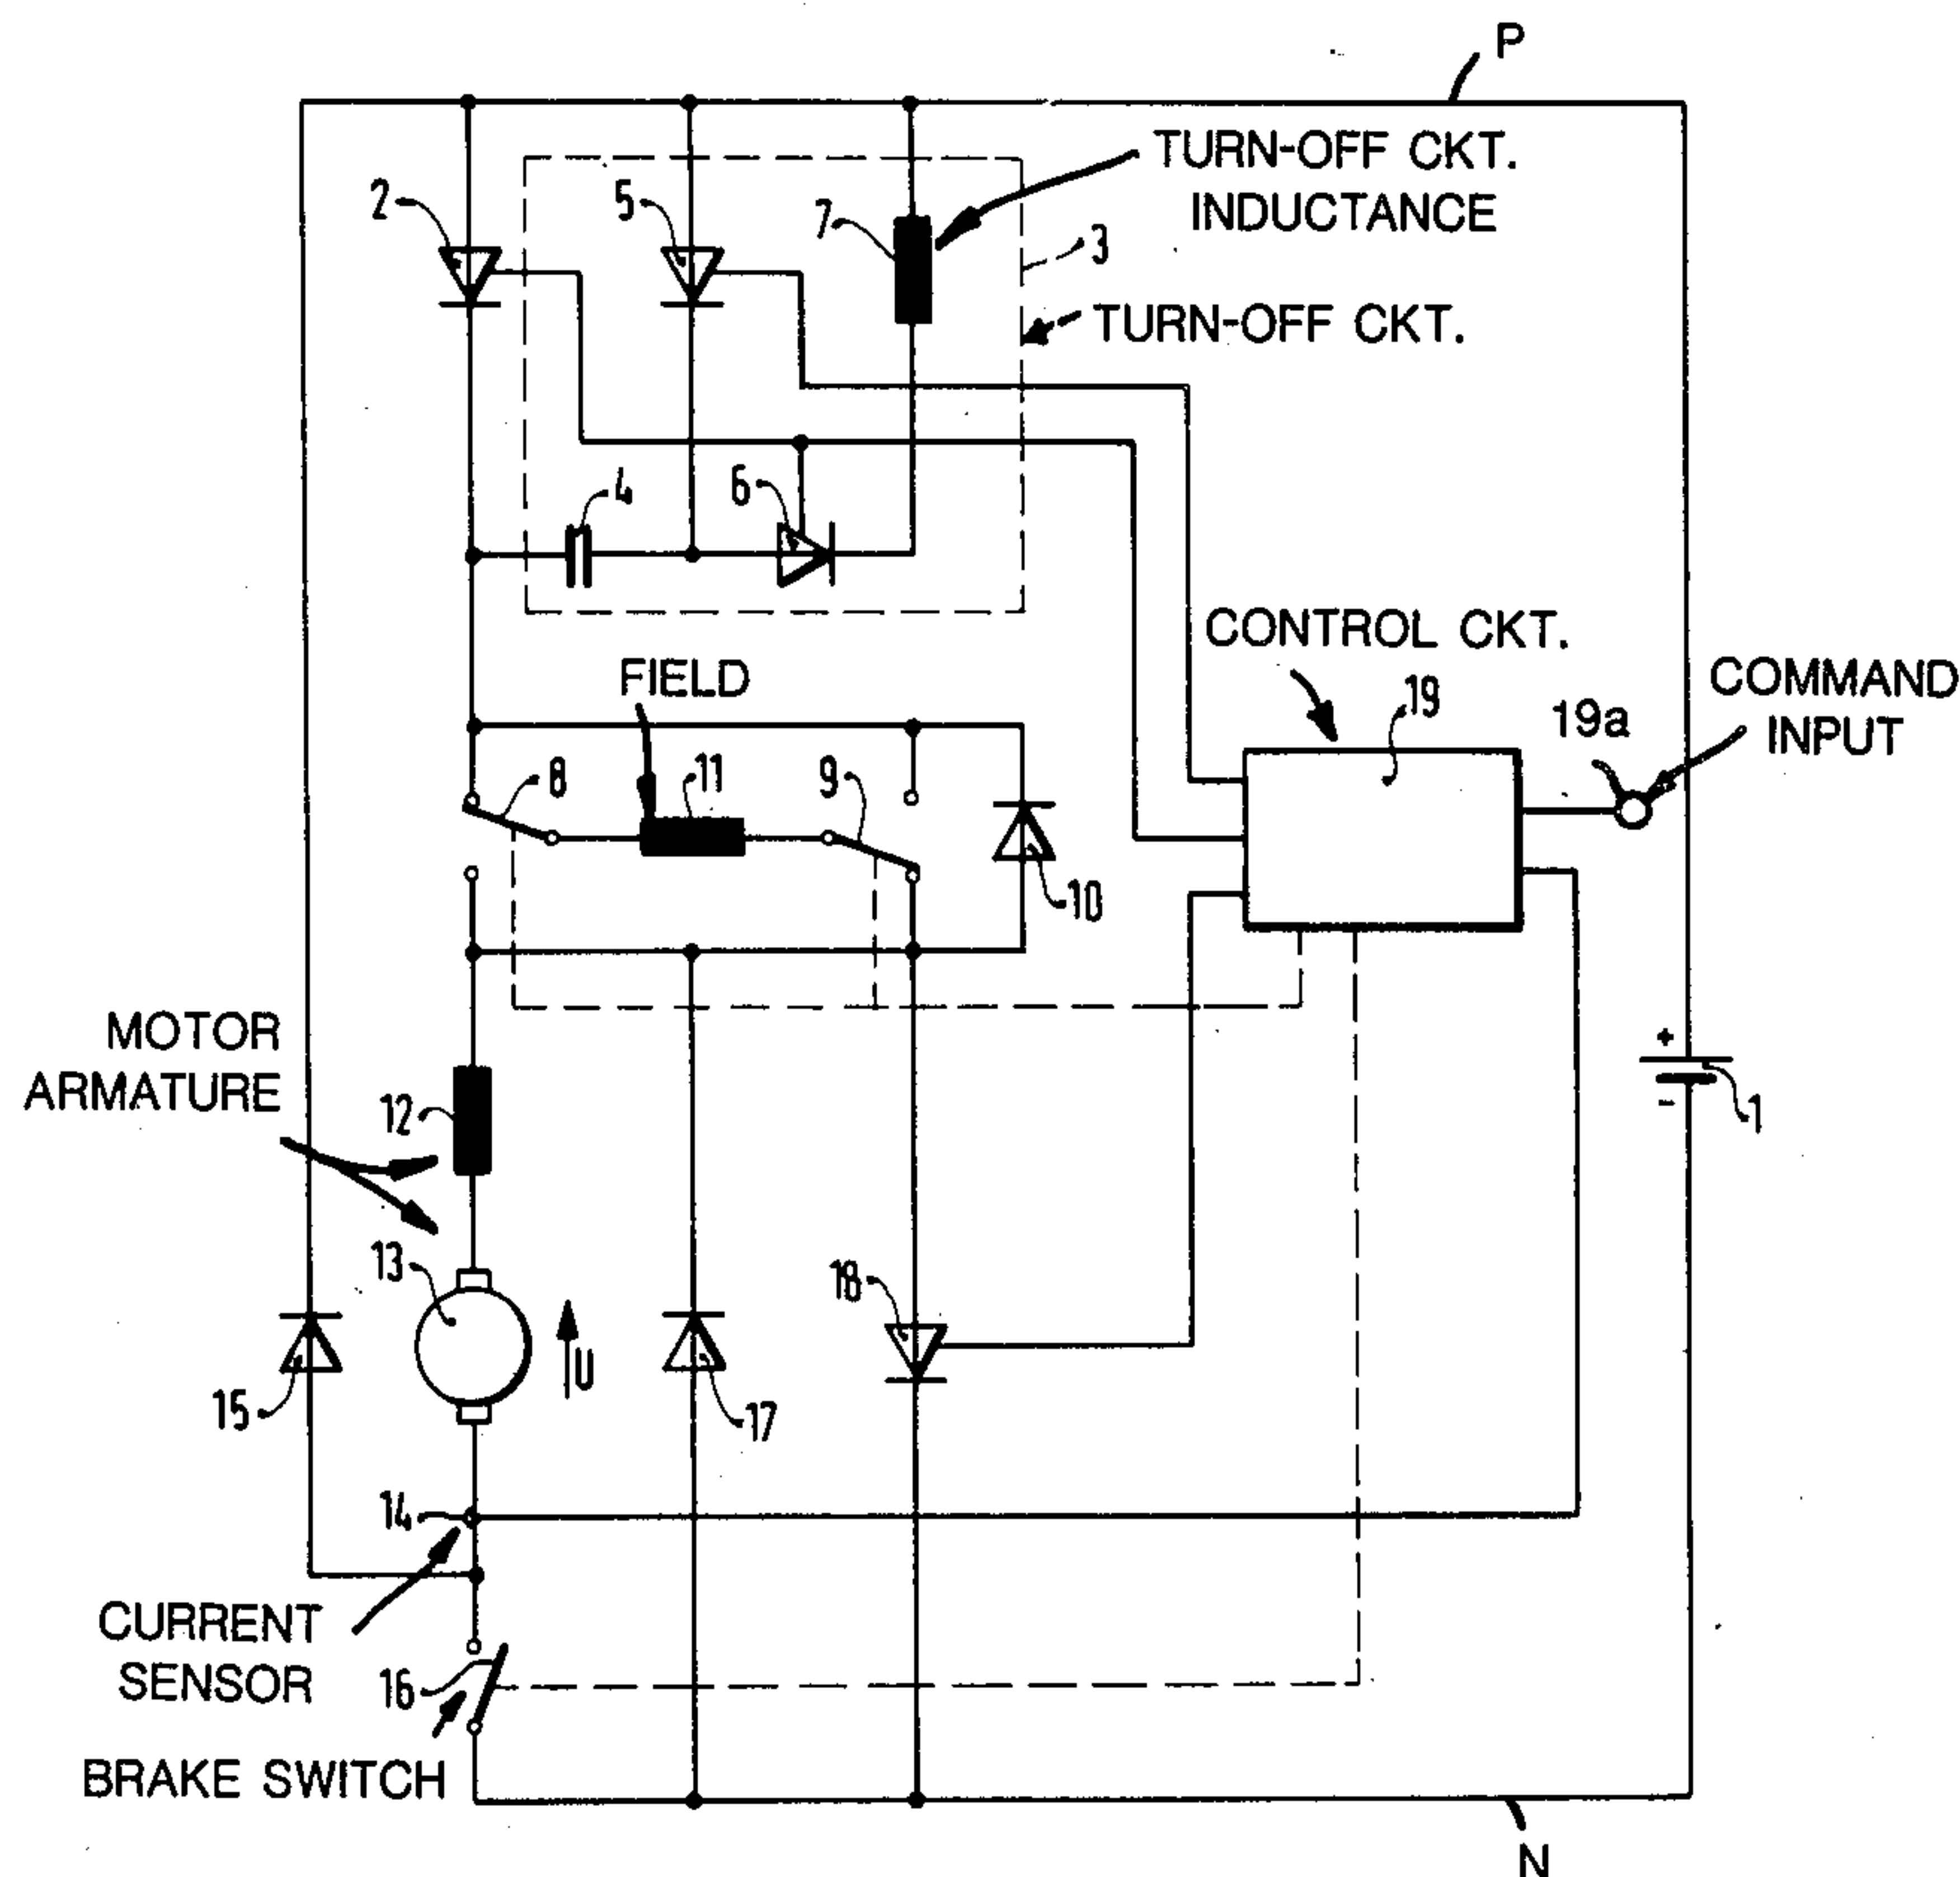 P
TURN-OFF CKT.
INDUCTANCE
2
5
7
3
TURN-OFF CKT.
4
6
CONTROL CKT.
FIELD
19
19a
COMMAND
INPUT
8
11
9
10
MOTOR
ARMATURE
12
+
-
1
13
U
18
15
17
14
CURRENT
SENSOR
16
BRAKE SWITCH
N